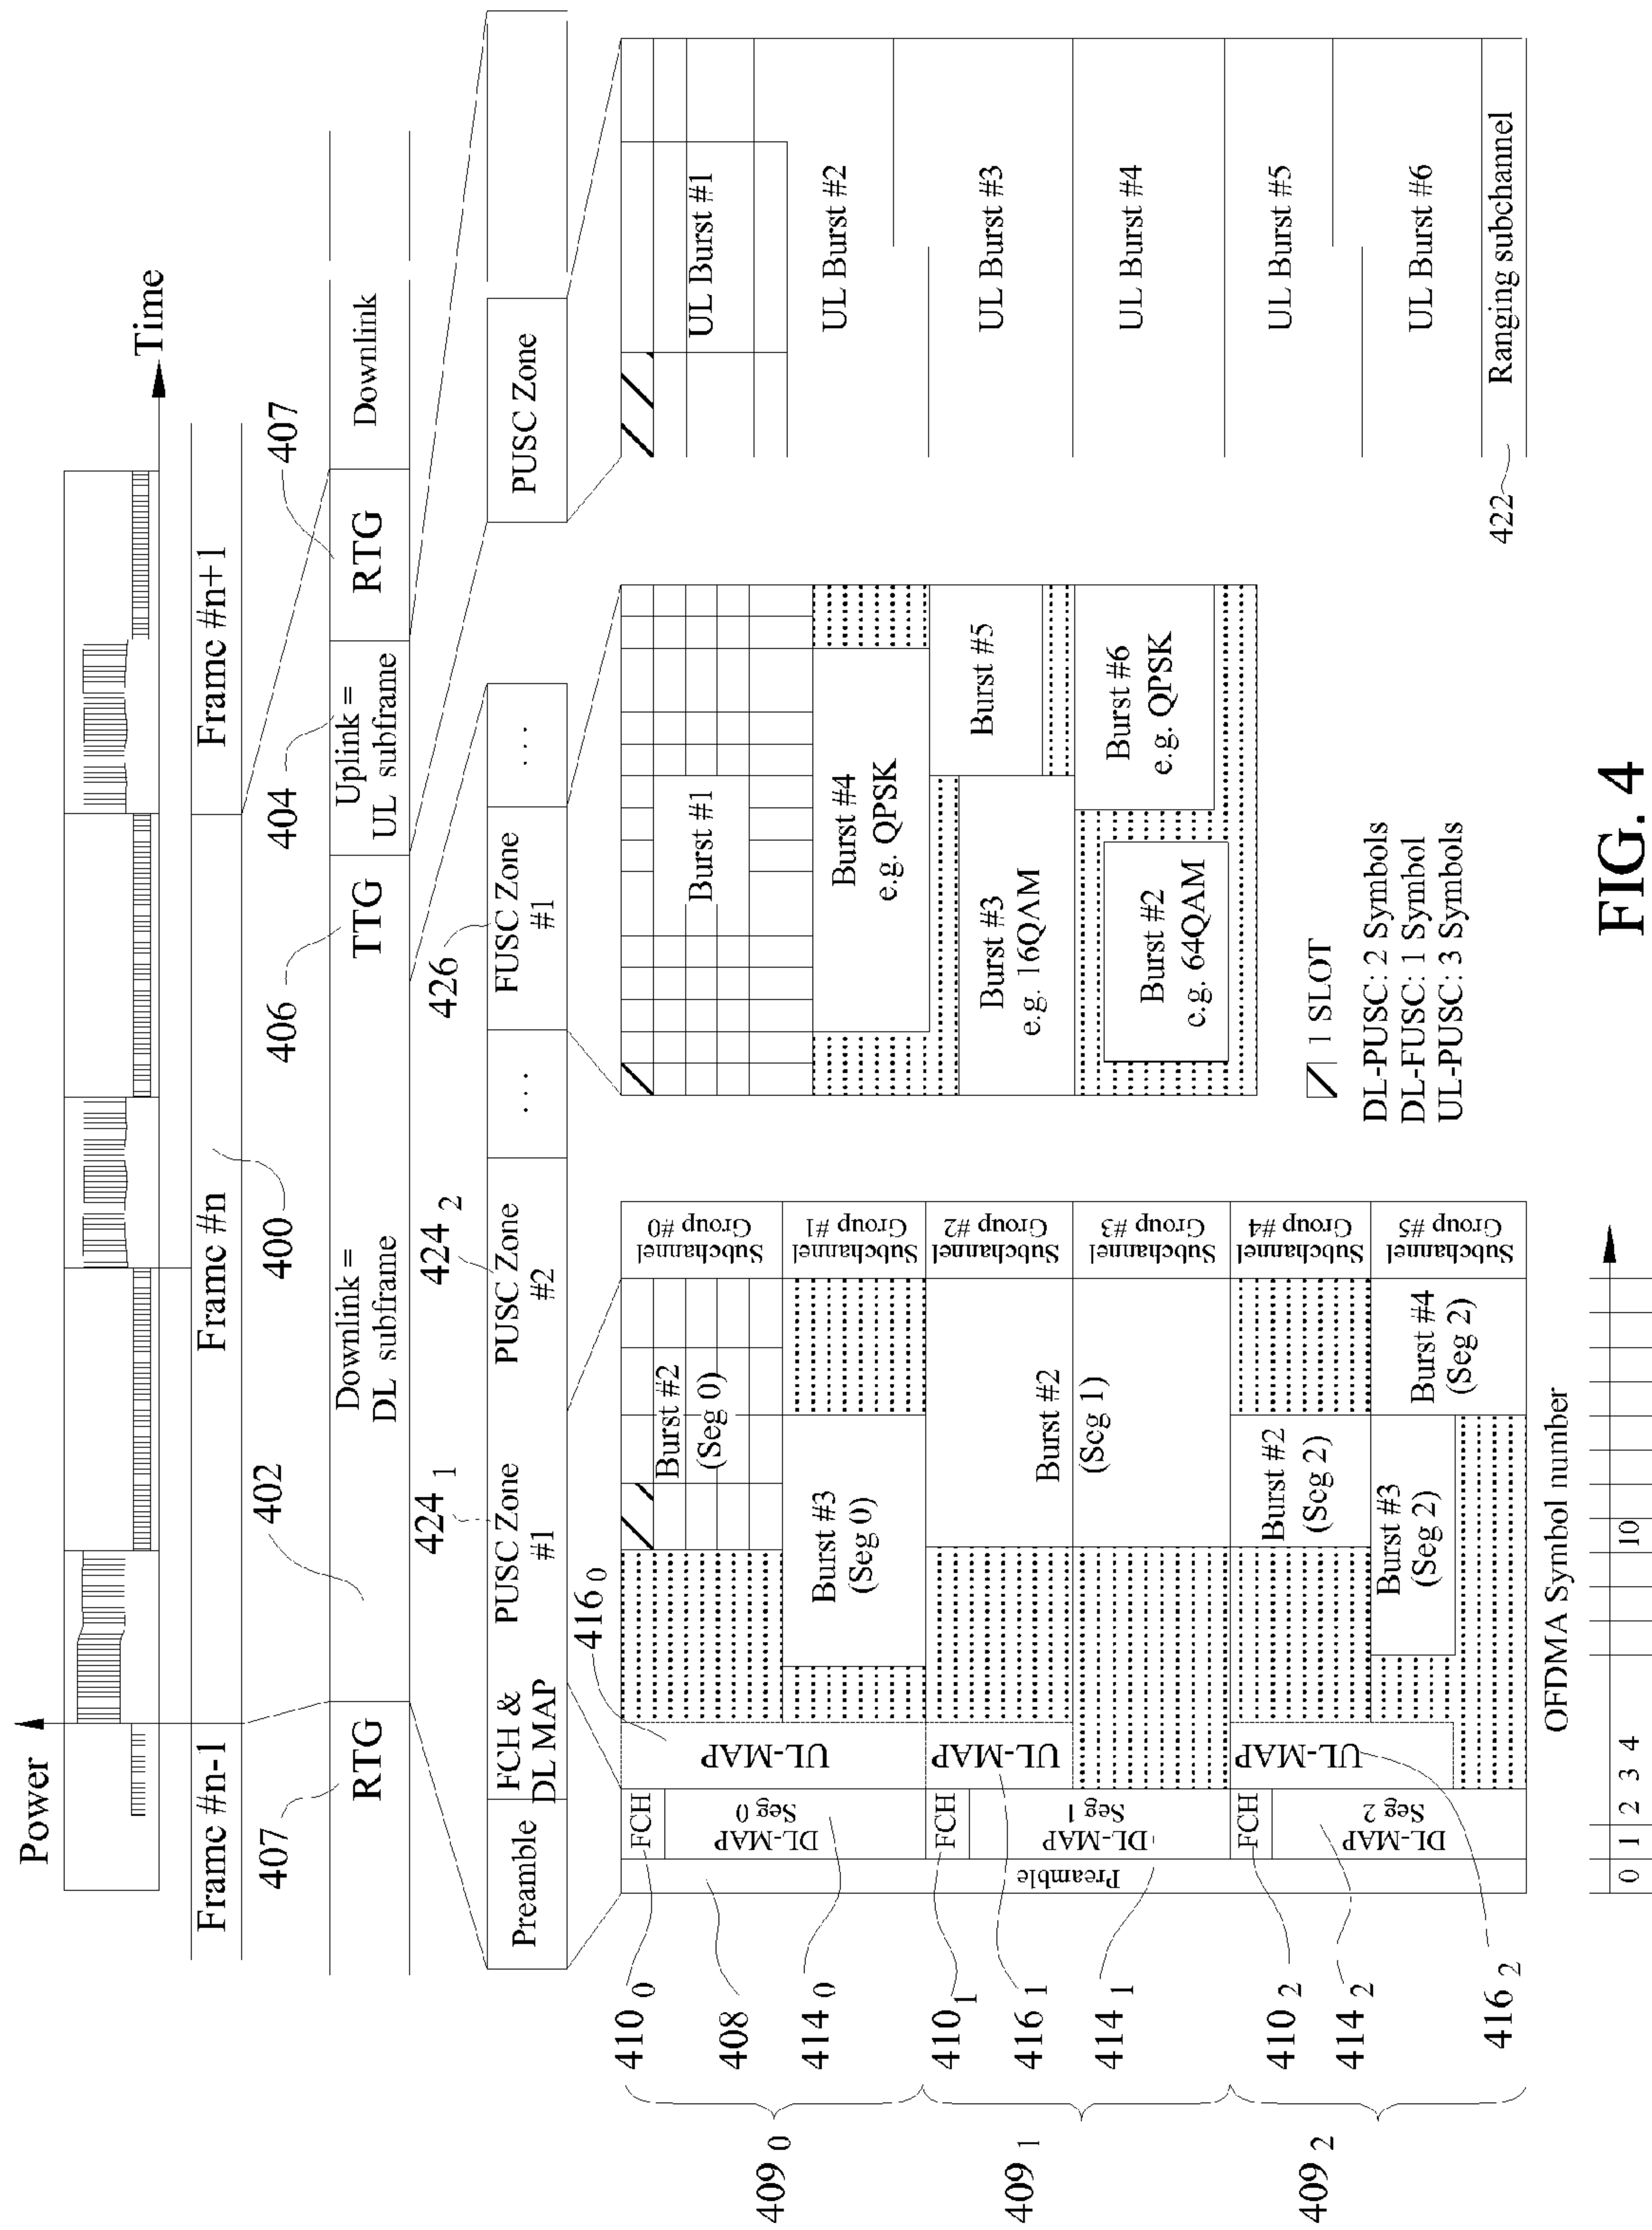 Power
Time
Frame #n-1
Frame #n
Frame #n+1
400
407
402
406
404
407
RTG
Downlink =
DL subframe
TTG
Uplink =
UL subframe
RTG
Downlink
424 1
424 2
426
Preamble
FCH &
DL MAP
PUSC Zone
#1
PUSC Zone
#2
. . .
FUSC Zone
#1
. . .
PUSC Zone
416 0
410 0
408
414 0
410 1
416 1
414 1
410 2
414 2
416 2
409 0
409 1
409 2
Preamble
FCH
DL-MAP
Seg 0
UL-MAP
FCH
DL-MAP
Seg 1
UL-MAP
FCH
DL-MAP
Seg 2
UL-MAP
Burst #2
(Seg 0)
Burst #3
(Seg 0)
Burst #2
(Seg 1)
Burst #2
(Seg 2)
Burst #3
(Seg 2)
Burst #4
(Seg 2)
Subchannel
Group #0
Subchannel
Group #1
Subchannel
Group #2
Subchannel
Group #3
Subchannel
Group #4
Subchannel
Group #5
OFDMA Symbol number
0 1 2 3 4 10
Burst #1
Burst #4
e.g. QPSK
Burst #3
e.g. 16QAM
Burst #5
Burst #2
e.g. 64QAM
Burst #6
e.g. QPSK
1 SLOT
DL-PUSC: 2 Symbols
DL-FUSC: 1 Symbol
UL-PUSC: 3 Symbols
UL Burst #1
UL Burst #2
UL Burst #3
UL Burst #4
UL Burst #5
UL Burst #6
Ranging subchannel
422
FIG. 4